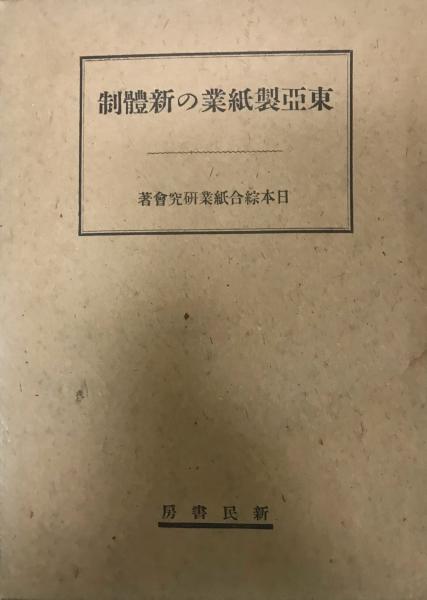 東亞製紙業の新體制
日本綜合紙業研究會著
新民書房